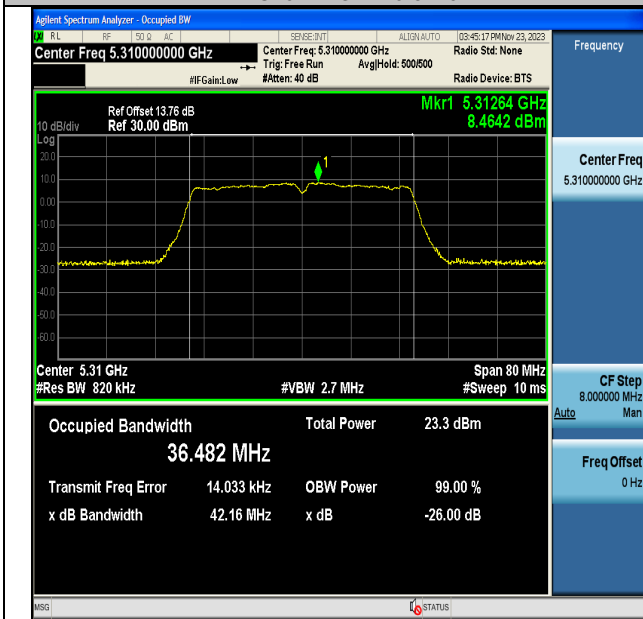 Agilent Spectrum Analyzer - Occupied BW
RL RF 50 Ω AC SENSE:INT ALIGN AUTO 03:45:17 PM Nov 23, 2023
Center Freq 5.310000000 GHz Center Freq: 5.310000000 GHz Radio Std: None
Trig: Free Run Avg|Hold: 500/500
#IFGain:Low #Atten: 40 dB Radio Device: BTS
Frequency
Ref Offset 13.76 dB Mkr1 5.31264 GHz
10 dB/div Ref 30.00 dBm 8.4642 dBm
Log
20.0
10.0
0.00
-10.0
-20.0
-30.0
-40.0
-50.0
-60.0
1
Center 5.31 GHz Span 80 MHz
#Res BW 820 kHz #VBW 2.7 MHz #Sweep 10 ms
Occupied Bandwidth Total Power 23.3 dBm
36.482 MHz
Transmit Freq Error 14.033 kHz OBW Power 99.00 %
x dB Bandwidth 42.16 MHz x dB -26.00 dB
Center Freq
5.310000000 GHz
CF Step
8.000000 MHz
Auto Man
Freq Offset
0 Hz
MSG STATUS